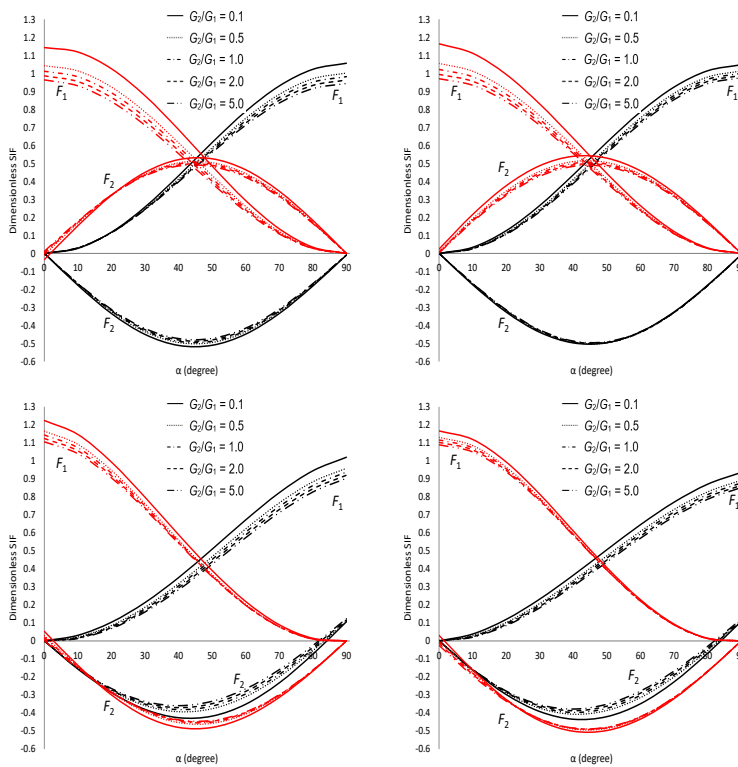 1.3
1.2
1.1
1
0.9
0.8
0.7
0.6
0.5
0.4
0.3
0.2
0.1
0
-0.1
-0.2
-0.3
-0.4
-0.5
-0.6
Dimensionless SIF
G2/G1 = 0.1
G2/G1 = 0.5
G2/G1 = 1.0
G2/G1 = 2.0
G2/G1 = 5.0
F1
F1
F2
F2
0 10 20 30 40 50 60 70 80 90
α (degree)
1.3
1.2
1.1
1
0.9
0.8
0.7
0.6
0.5
0.4
0.3
0.2
0.1
0
-0.1
-0.2
-0.3
-0.4
-0.5
-0.6
Dimensionless SIF
G2/G1 = 0.1
G2/G1 = 0.5
G2/G1 = 1.0
G2/G1 = 2.0
G2/G1 = 5.0
F1
F1
F2
F2
0 10 20 30 40 50 60 70 80 90
α (degree)
1.3
1.2
1.1
1
0.9
0.8
0.7
0.6
0.5
0.4
0.3
0.2
0.1
0
-0.1
-0.2
-0.3
-0.4
-0.5
-0.6
Dimensionless SIF
G2/G1 = 0.1
G2/G1 = 0.5
G2/G1 = 1.0
G2/G1 = 2.0
G2/G1 = 5.0
F1
F1
F2
F2
0 10 20 30 40 50 60 70 80 90
α (degree)
1.3
1.2
1.1
1
0.9
0.8
0.7
0.6
0.5
0.4
0.3
0.2
0.1
0
-0.1
-0.2
-0.3
-0.4
-0.5
-0.6
Dimensionless SIF
G2/G1 = 0.1
G2/G1 = 0.5
G2/G1 = 1.0
G2/G1 = 2.0
G2/G1 = 5.0
F1
F1
F2
F2
0 10 20 30 40 50 60 70 80 90
α (degree)